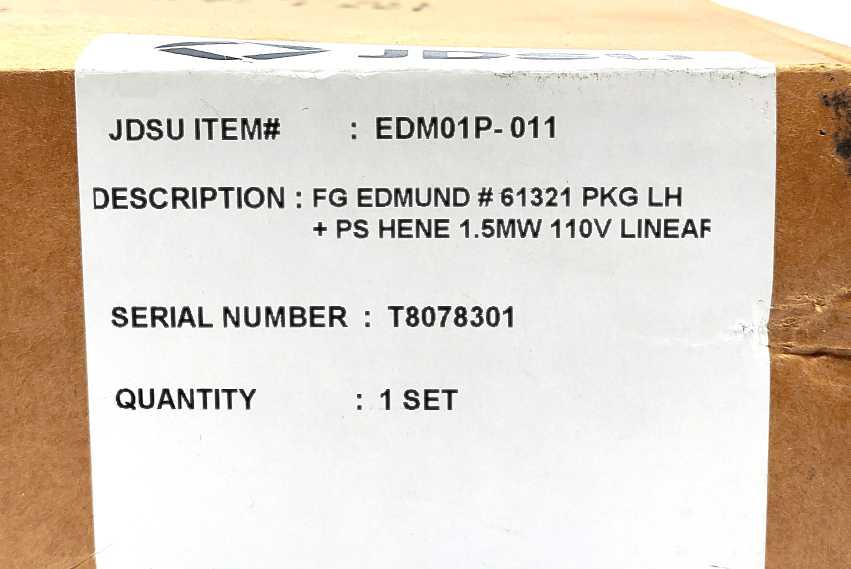 JDSU
JDSU ITEM# : EDM01P-011
DESCRIPTION : FG EDMUND # 61321 PKG LH
+ PS HENE 1.5MW 110V LINEAR
SERIAL NUMBER : T8078301
QUANTITY : 1 SET